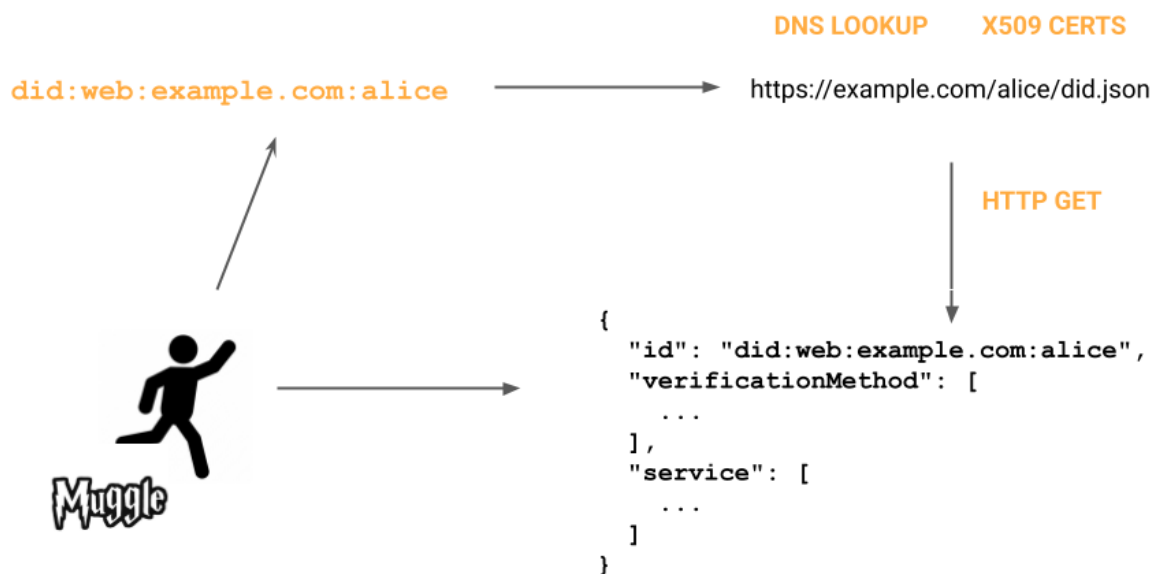 DNS LOOKUP X509 CERTS
did:web:example.com:alice
https://example.com/alice/did.json
HTTP GET
{
"id": "did:web:example.com:alice",
"verificationMethod": [
...
],
"service": [
...
]
}
Muggle